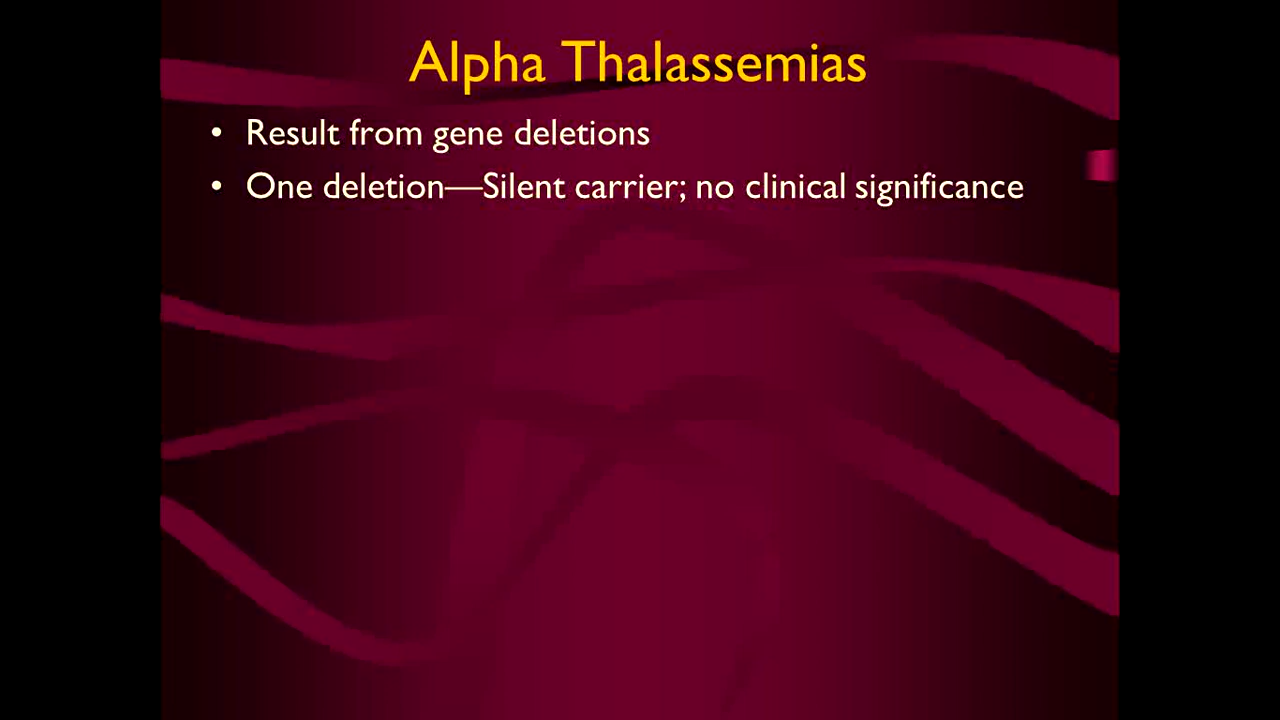 Alpha Thalassemias
• Result from gene deletions
• One deletion—Silent carrier; no clinical significance